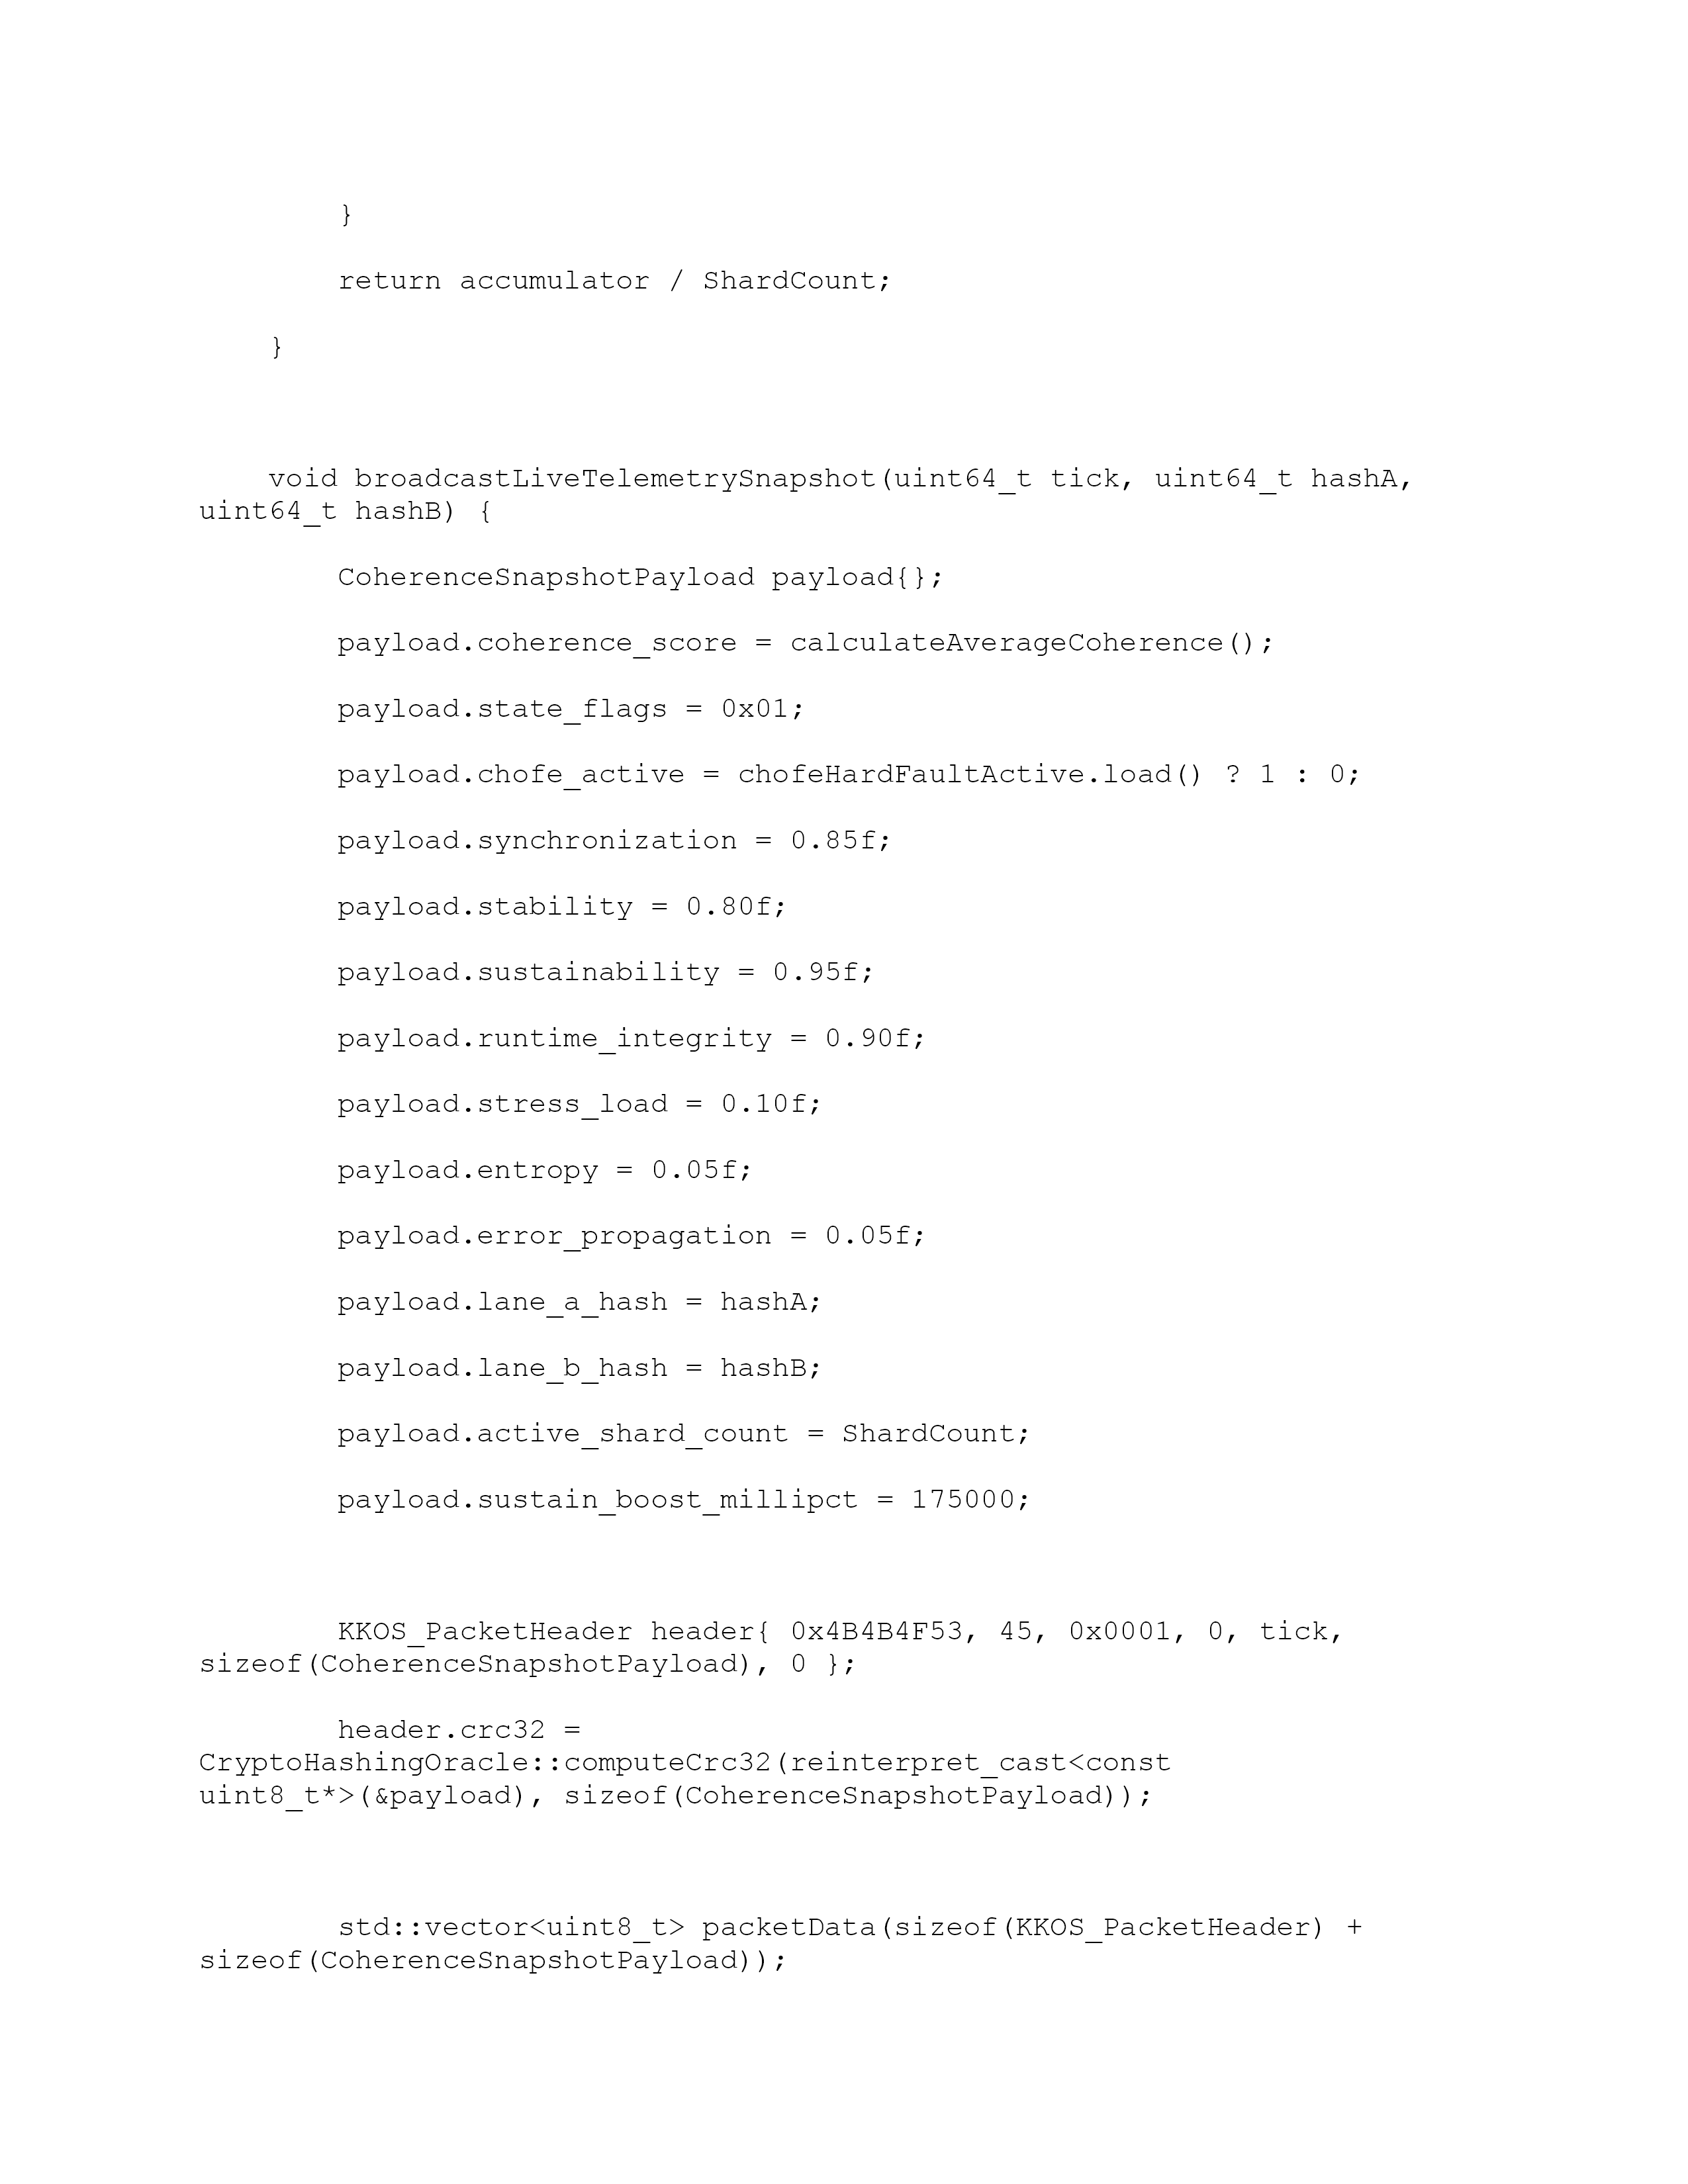 }
return accumulator / ShardCount;
}
void broadcastLiveTelemetrySnapshot(uint64_t tick, uint64_t hashA,
uint64_t hashB) {
CoherenceSnapshotPayload payload{};
payload.coherence_score = calculateAverageCoherence();
payload.state_flags = 0x01;
payload.chofe_active = chofeHardFaultActive.load() ? 1 : 0;
payload.synchronization = 0.85f;
payload.stability = 0.80f;
payload.sustainability = 0.95f;
payload.runtime_integrity = 0.90f;
payload.stress_load = 0.10f;
payload.entropy = 0.05f;
payload.error_propagation = 0.05f;
payload.lane_a_hash = hashA;
payload.lane_b_hash = hashB;
payload.active_shard_count = ShardCount;
payload.sustain_boost_millipct = 175000;
KKOS_PacketHeader header{ 0x4B4B4F53, 45, 0x0001, 0, tick,
sizeof(CoherenceSnapshotPayload), 0 };
header.crc32 =
CryptoHashingOracle::computeCrc32(reinterpret_cast<const
uint8_t*>(&payload), sizeof(CoherenceSnapshotPayload));
std::vector<uint8_t> packetData(sizeof(KKOS_PacketHeader) +
sizeof(CoherenceSnapshotPayload));